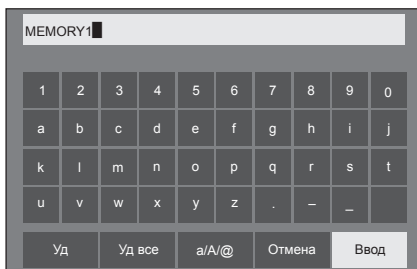 MEMORY1
1 2 3 4 5 6 7 8 9 0
a b c d e f g h i j
k l m n o p q r s t
u v w x y z . – _
Уд Уд все a/A/@ Отмена Ввод